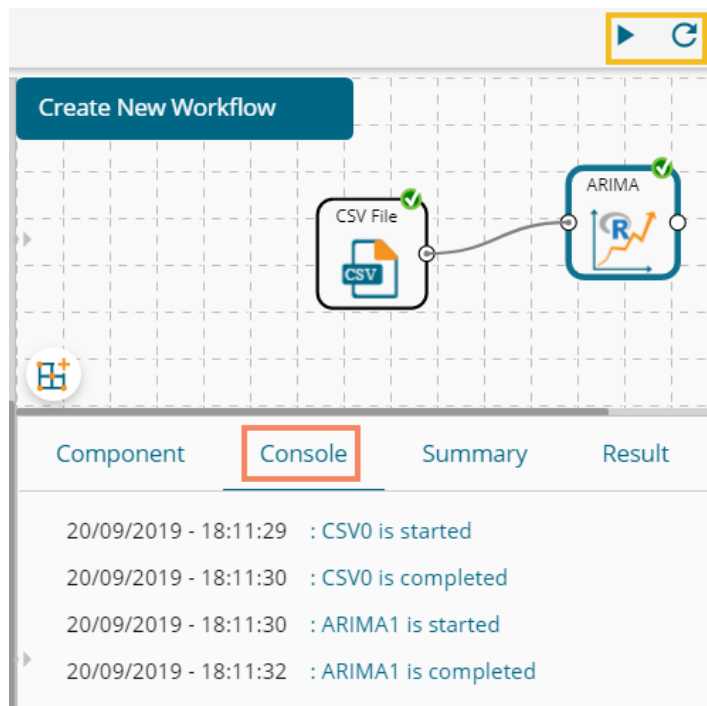 Create New Workflow
CSV File
CSV
ARIMA
R
Component Console Summary Result
20/09/2019 - 18:11:29 : CSV0 is started
20/09/2019 - 18:11:30 : CSV0 is completed
20/09/2019 - 18:11:30 : ARIMA1 is started
20/09/2019 - 18:11:32 : ARIMA1 is completed